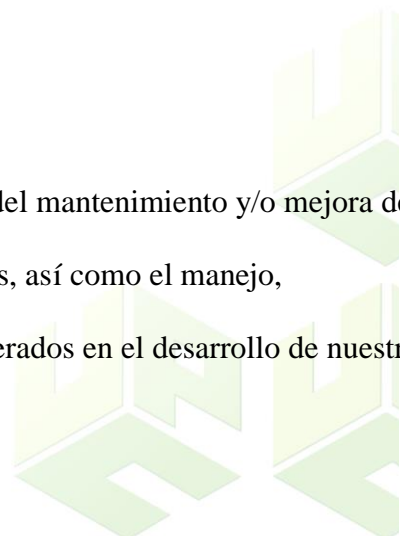 del mantenimiento y/o mejora de
s, así como el manejo,
erados en el desarrollo de nuestr